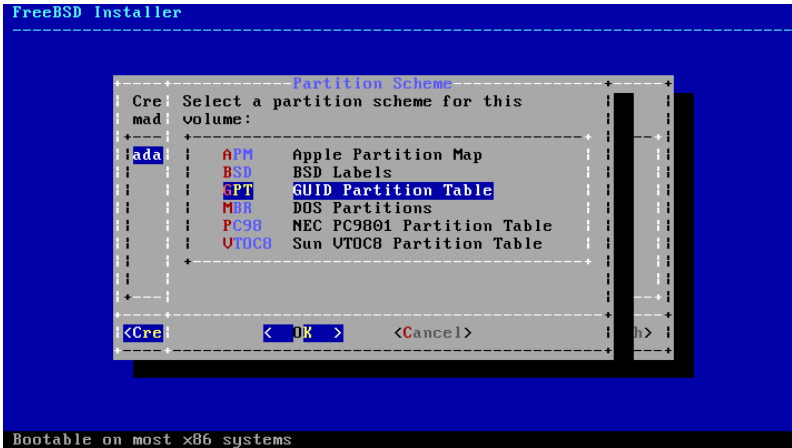 FreeBSD Installer
Partition Scheme
Cre Select a partition scheme for this
mad volume:
ada APM Apple Partition Map
BSD BSD Labels
GPT GUID Partition Table
MBR DOS Partitions
PC98 NEC PC9801 Partition Table
VTOC8 Sun VTOC8 Partition Table
<Cre < OK > <Cancel> h>
Bootable on most x86 systems